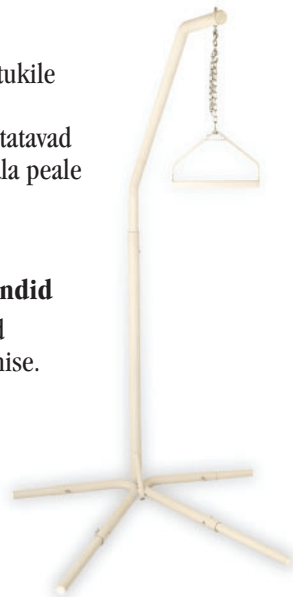 tukile
tatavad
la peale
ndid
d
nise.